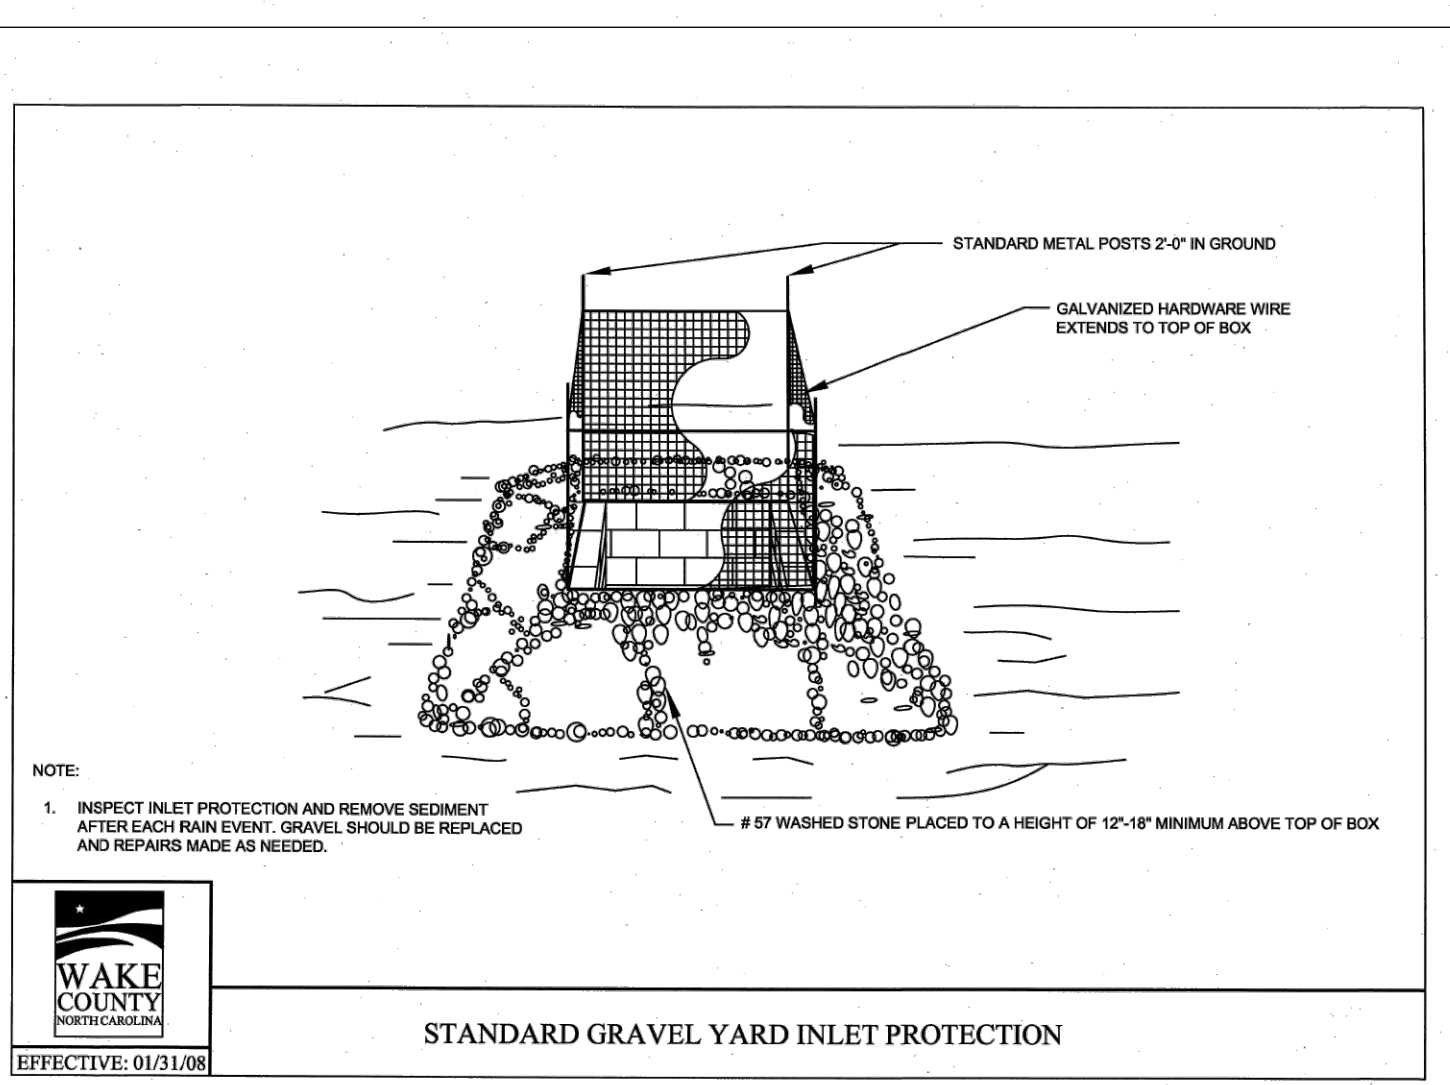 STANDARD METAL POSTS 2'-0" IN GROUND
GALVANIZED HARDWARE WIRE
EXTENDS TO TOP OF BOX
NOTE:
1. INSPECT INLET PROTECTION AND REMOVE SEDIMENT
AFTER EACH RAIN EVENT. GRAVEL SHOULD BE REPLACED
AND REPAIRS MADE AS NEEDED.
# 57 WASHED STONE PLACED TO A HEIGHT OF 12"-18" MINIMUM ABOVE TOP OF BOX
WAKE
COUNTY
NORTH CAROLINA
EFFECTIVE: 01/31/08
STANDARD GRAVEL YARD INLET PROTECTION